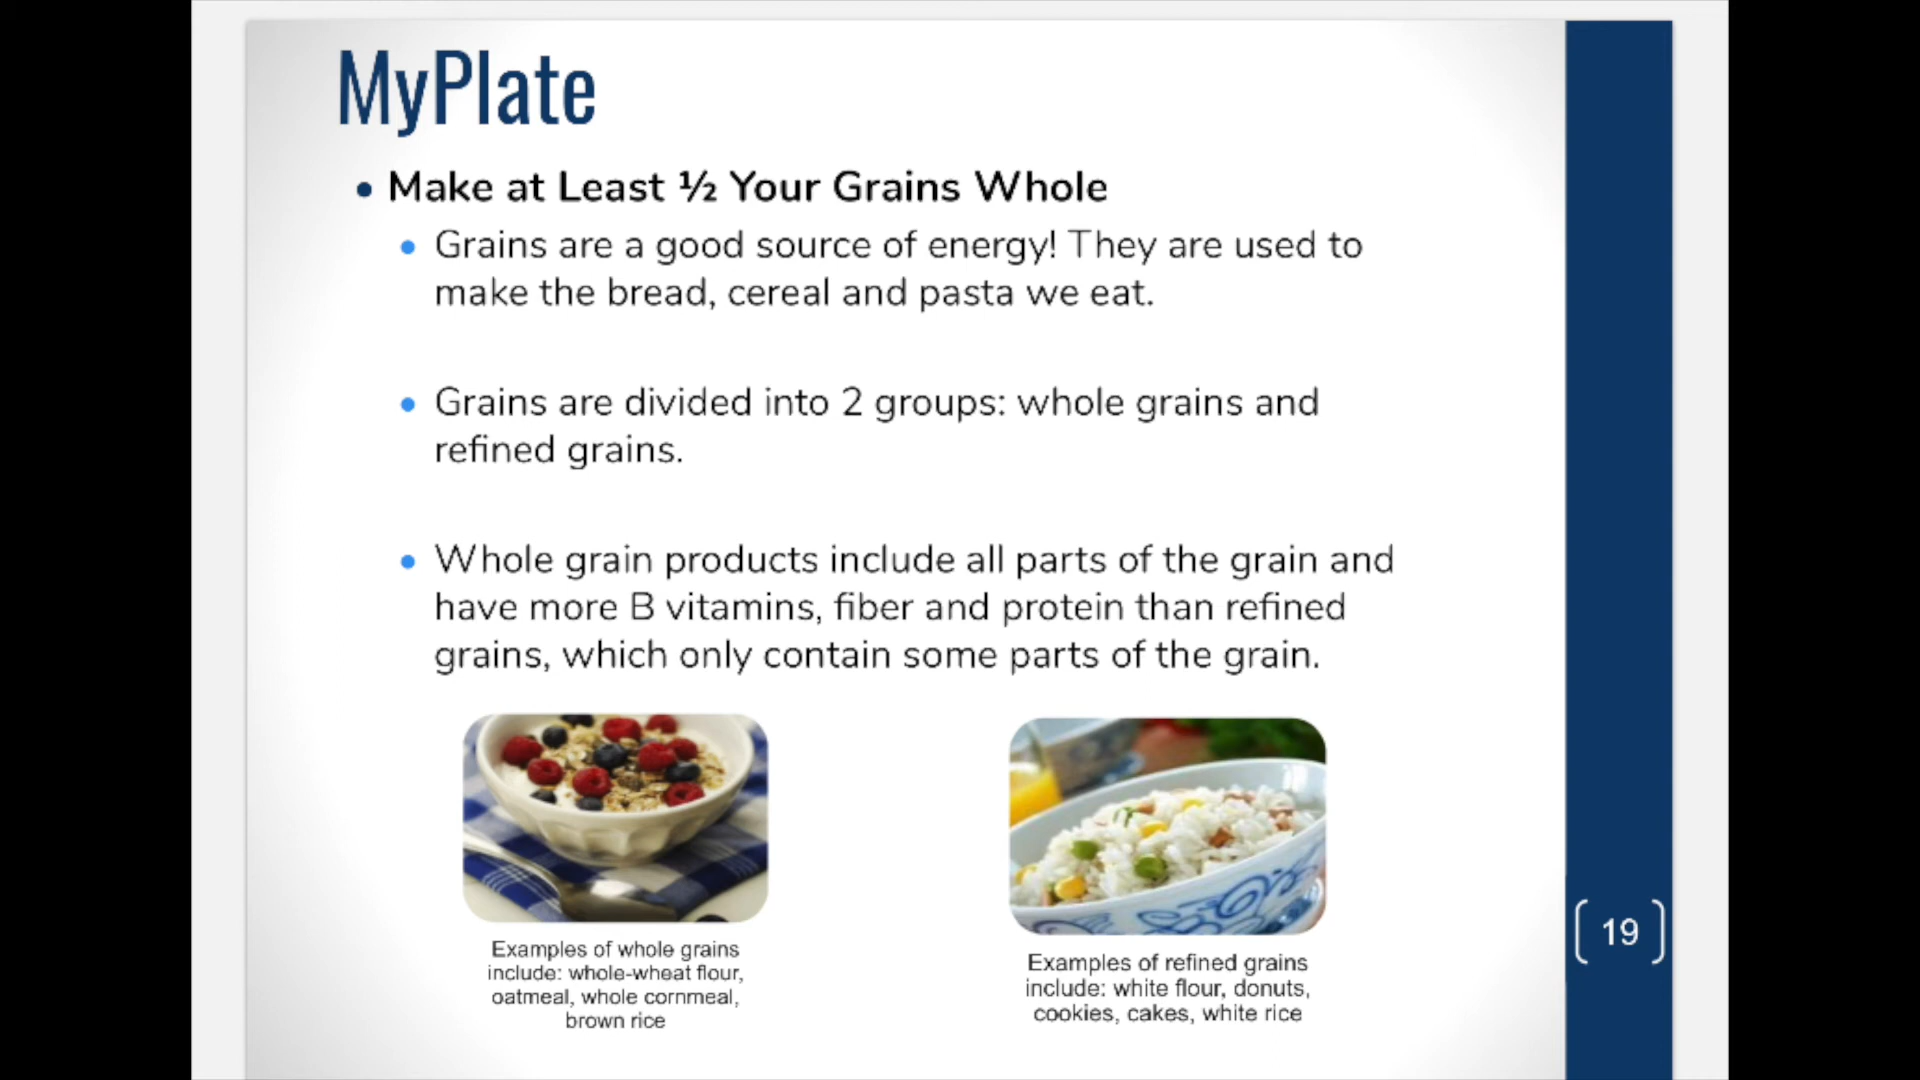 MyPlate
• Make at Least ½ Your Grains Whole
• Grains are a good source of energy! They are used to
make the bread, cereal and pasta we eat.
• Grains are divided into 2 groups: whole grains and
refined grains.
• Whole grain products include all parts of the grain and
have more B vitamins, fiber and protein than refined
grains, which only contain some parts of the grain.
Examples of whole grains
include: whole-wheat flour,
oatmeal, whole cornmeal,
brown rice
Examples of refined grains
include: white flour, donuts,
cookies, cakes, white rice
19